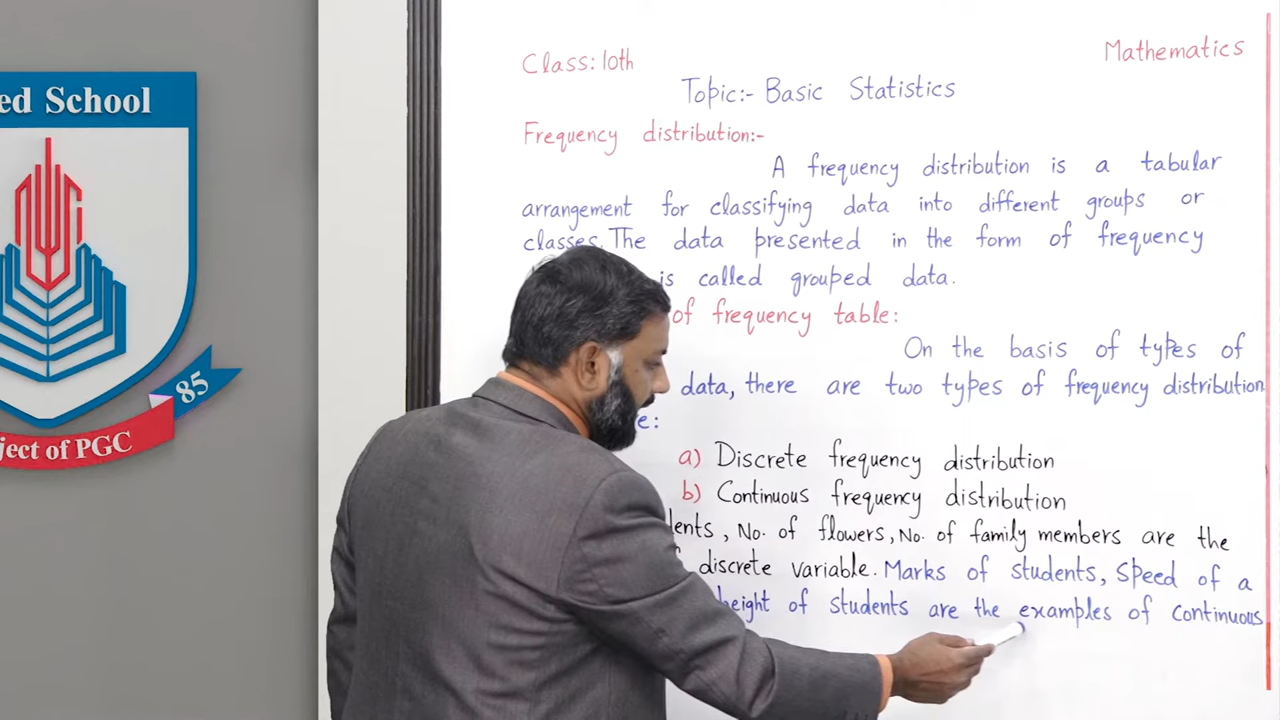 ed School
85
ject of PGC
Class: 10th
Mathematics
Topic:- Basic Statistics
Frequency distribution:-
A frequency distribution is a tabular
arrangement for classifying data into different groups or
classes. The data presented in the form of frequency
is called grouped data.
of frequency table:
On the basis of types of
data, there are two types of frequency distribution
e:
a) Discrete frequency distribution
b) Continuous frequency distribution
dents, No. of flowers, No. of family members are the
discrete variable. Marks of students, Speed of a
height of students are the examples of continuous